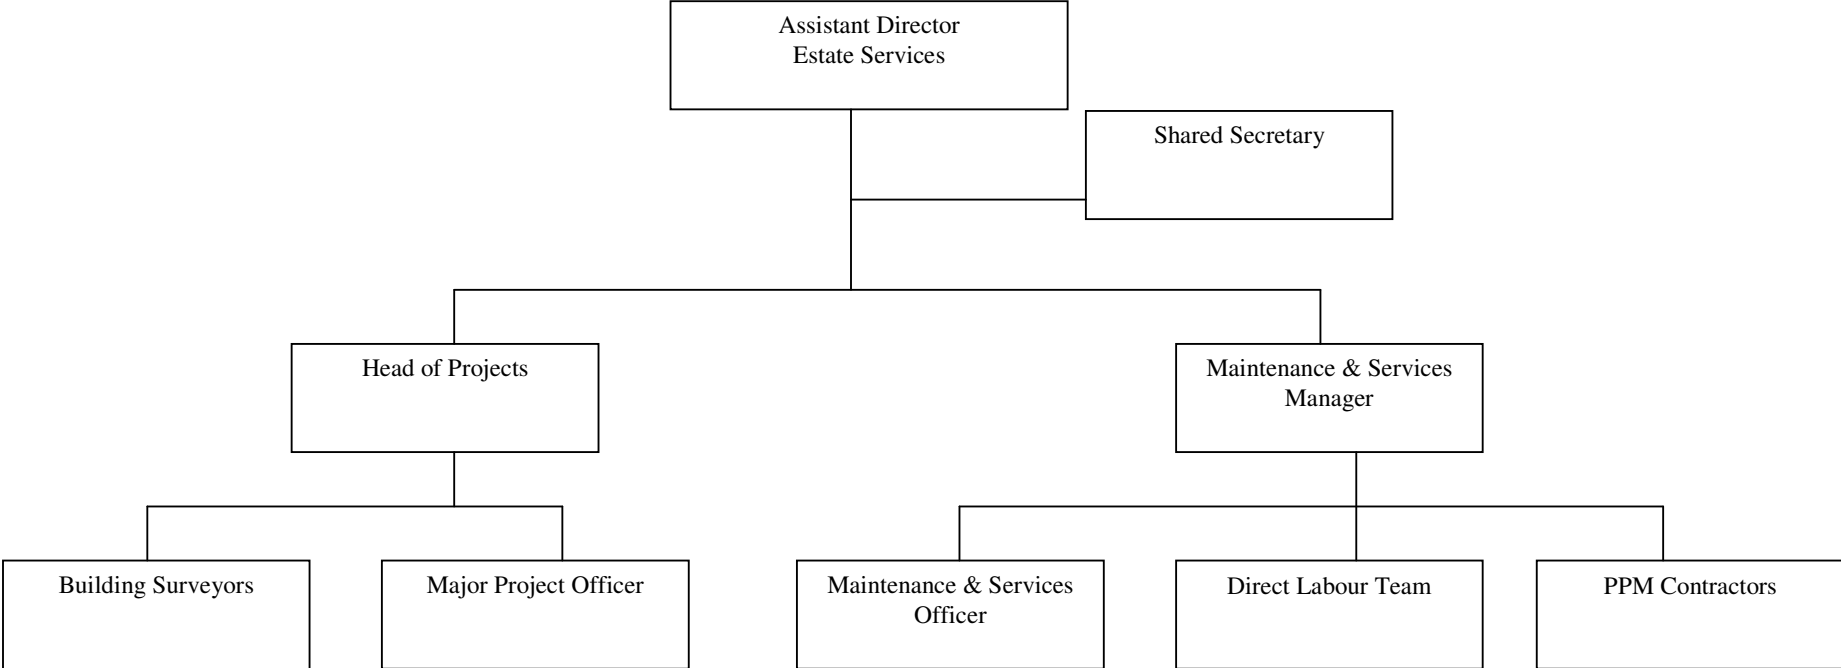 Assistant Director
Estate Services
Shared Secretary
Head of Projects
Maintenance & Services
Manager
Building Surveyors
Major Project Officer
Maintenance & Services
Officer
Direct Labour Team
PPM Contractors